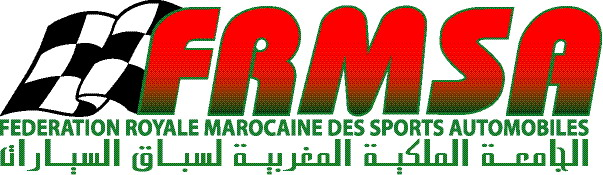 FRMSA
FEDERATION ROYALE MAROCAINE DES SPORTS AUTOMOBILES
الجامعة الملكية المغربية لسباق السيارات